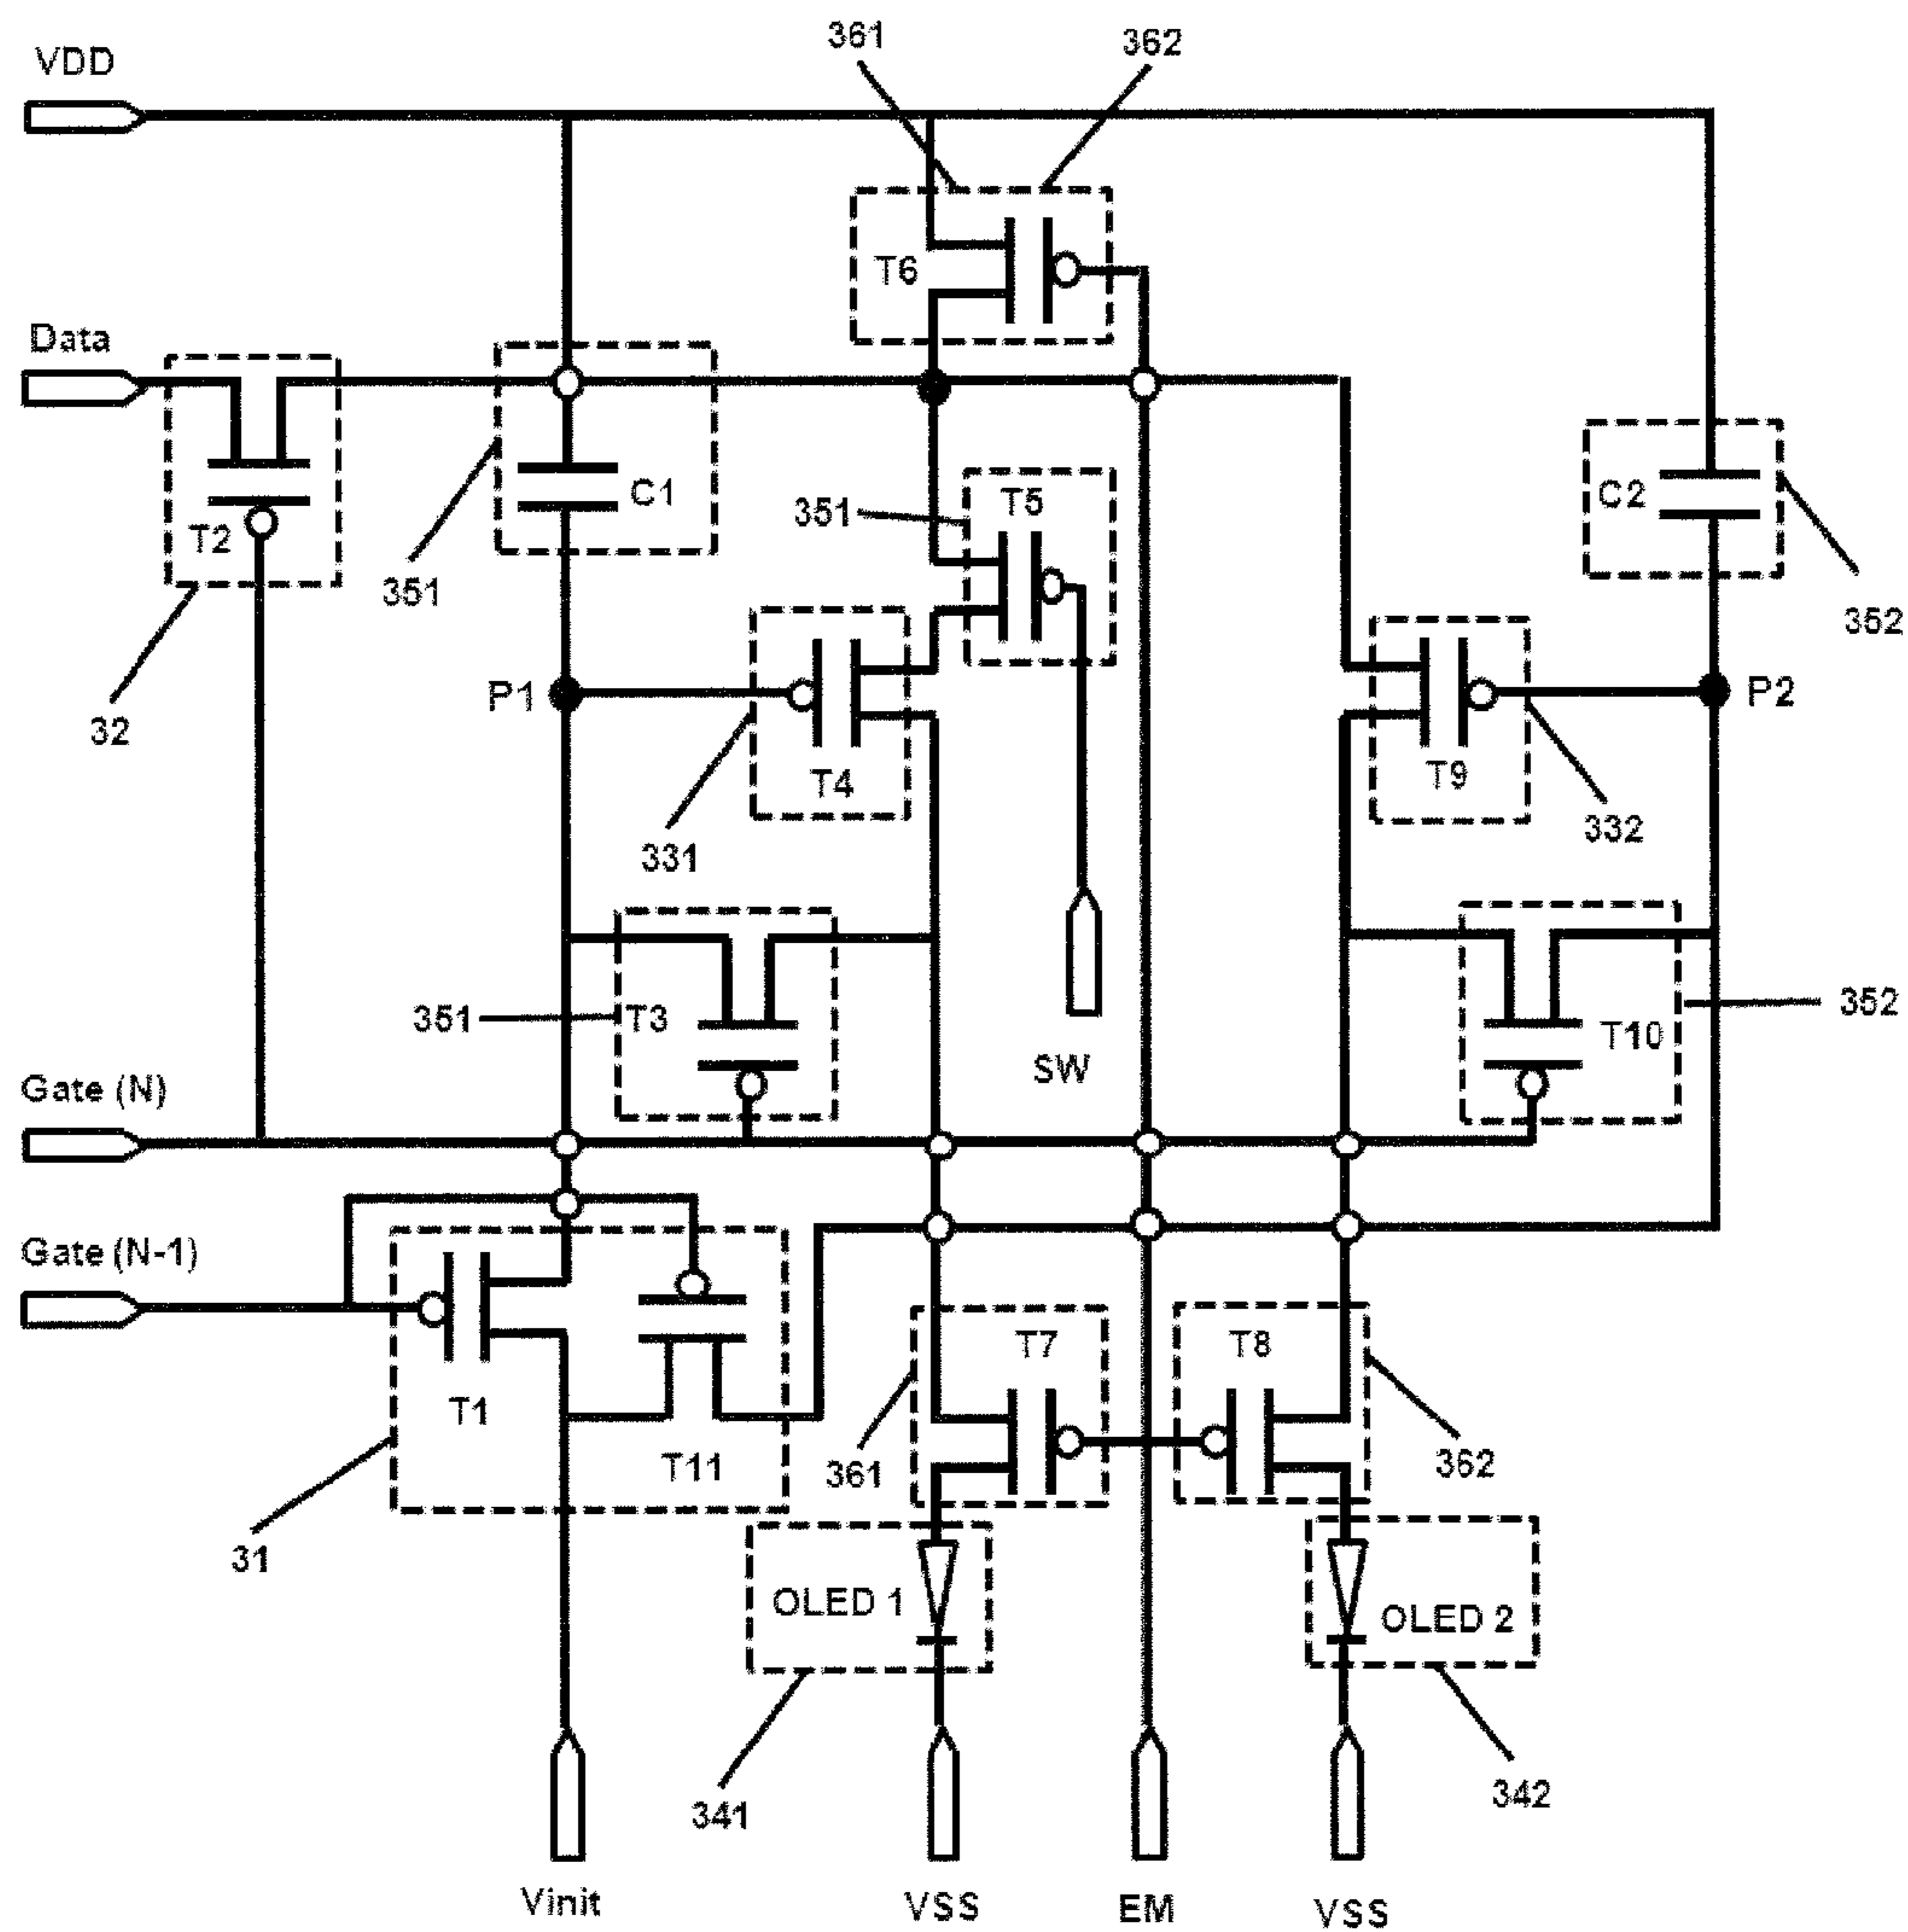 361
362
VDD
T6
Data
C1
T5
C2
351
T2
351
352
32
P1
P2
T4
T9
331
332
351
T3
T10
352
SW
Gate (N)
Gate (N-1)
T7
T8
T1
T11
361
362
31
OLED 1
OLED 2
341
342
Vinit
VSS
EM
VSS